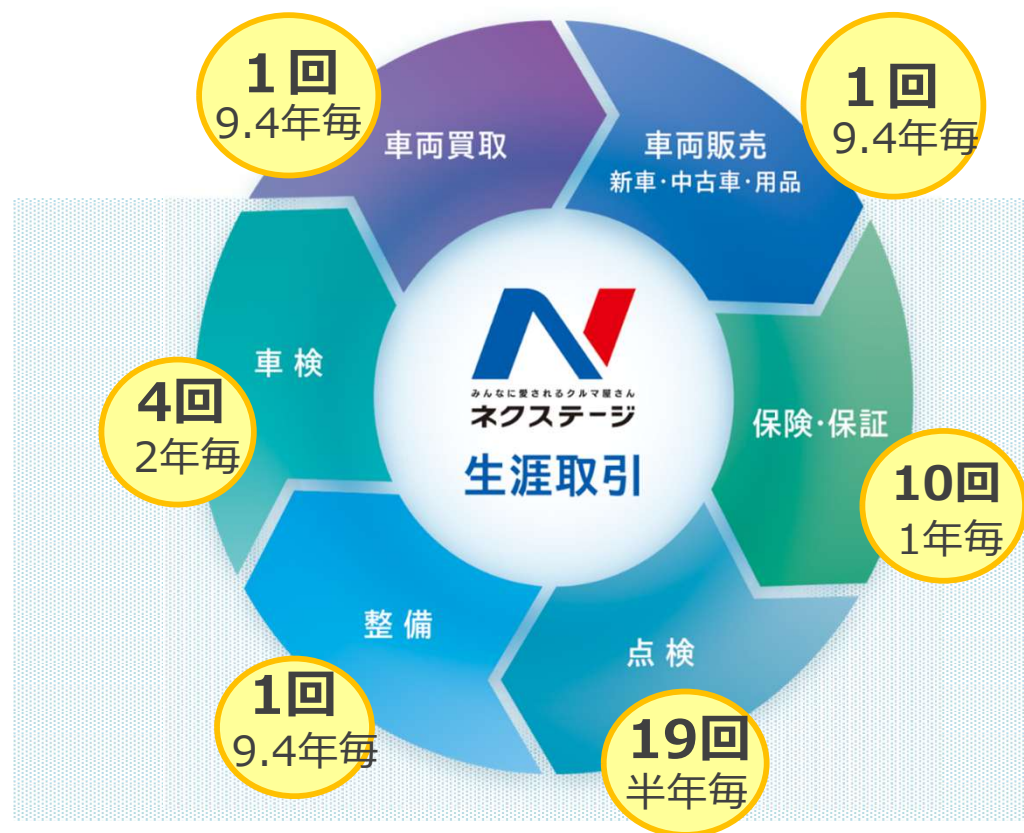 1回
9.4年毎
車両買取
1回
9.4年毎
車両販売
新車・中古車・用品
保険・保証
10回
1年毎
点検
19回
半年毎
整備
1回
9.4年毎
車検
4回
2年毎
N
みんなに愛されるクルマ屋さん
ネクステージ
生涯取引